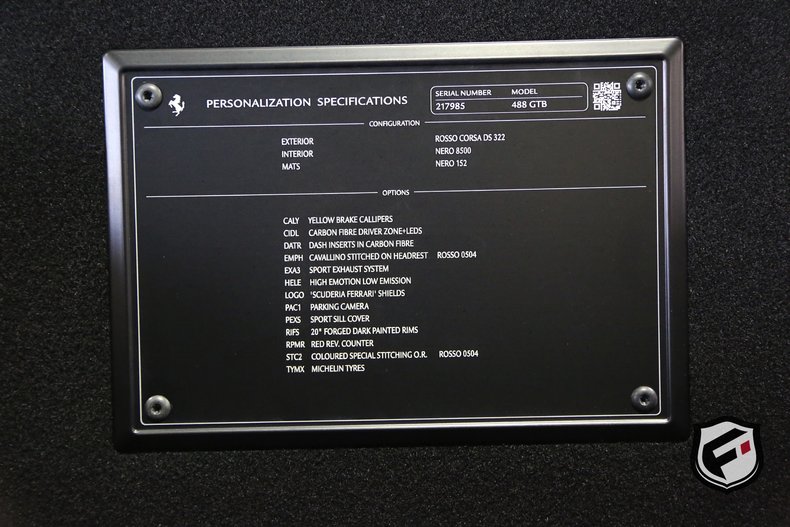 PERSONALIZATION SPECIFICATIONS
SERIAL NUMBER MODEL
217985 488 GTB
CONFIGURATION
EXTERIOR ROSSO CORSA DS 322
INTERIOR NERO 8500
MATS NERO 152
OPTIONS
CALY YELLOW BRAKE CALLIPERS
CIDL CARBON FIBRE DRIVER ZONE+LEDS
DATR DASH INSERTS IN CARBON FIBRE
EMPH CAVALLINO STITCHED ON HEADREST ROSSO 0504
EXA3 SPORT EXHAUST SYSTEM
HELE HIGH EMOTION LOW EMISSION
LOGO 'SCUDERIA FERRARI' SHIELDS
PAC1 PARKING CAMERA
PEXS SPORT SILL COVER
RIFS 20" FORGED DARK PAINTED RIMS
RPMR RED REV. COUNTER
STC2 COLOURED SPECIAL STITCHING O.R. ROSSO 0504
TYMX MICHELIN TYRES